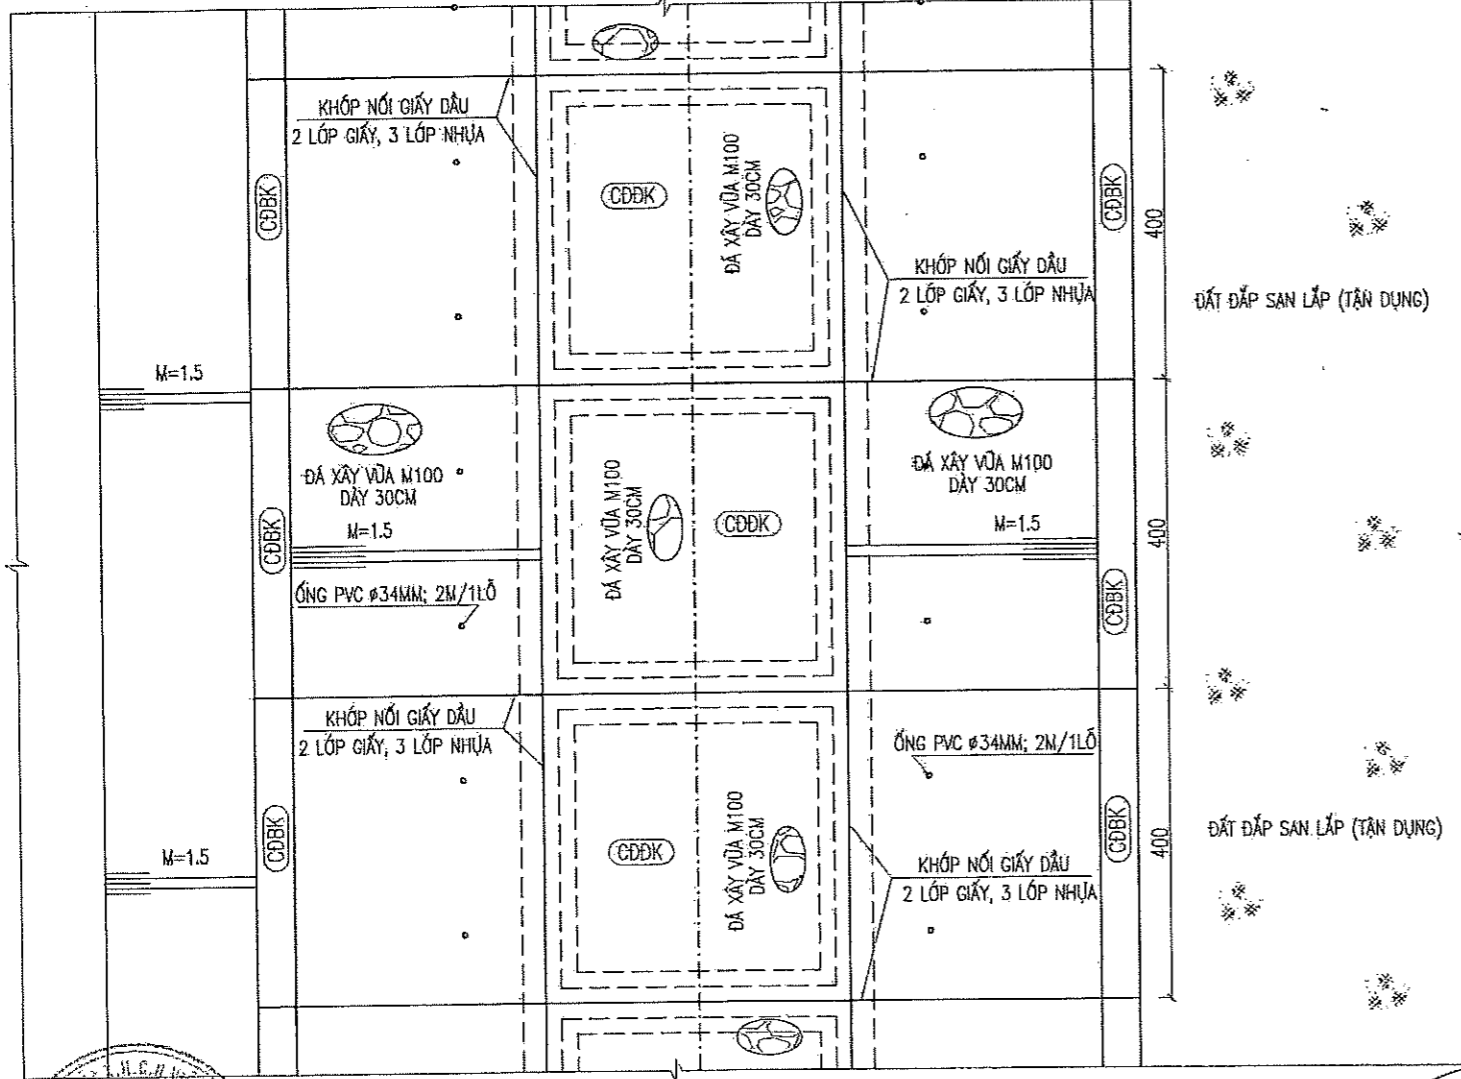 KHỚP NỐI GIẤY DẦU
2 LỚP GIẤY, 3 LỚP NHỰA
CĐBK
CĐĐK
ĐÁ XÂY VỮA M100
DÀY 30CM
CĐBK
400
KHỚP NỐI GIẤY DẦU
2 LỚP GIẤY, 3 LỚP NHỰA
ĐẤT ĐẮP SAN LẤP (TẬN DỤNG)
M=1.5
ĐÁ XÂY VỮA M100
DÀY 30CM
M=1.5
CĐBK
ỐNG PVC ø34MM; 2M/1LỖ
ĐÁ XÂY VỮA M100
DÀY 30CM
CĐĐK
ĐÁ XÂY VỮA M100
DÀY 30CM
M=1.5
CĐBK
400
KHỚP NỐI GIẤY DẦU
2 LỚP GIẤY, 3 LỚP NHỰA
ỐNG PVC ø34MM; 2M/1LỖ
M=1.5
CĐBK
CĐĐK
ĐÁ XÂY VỮA M100
DÀY 30CM
KHỚP NỐI GIẤY DẦU
2 LỚP GIẤY, 3 LỚP NHỰA
CĐBK
400
ĐẤT ĐẮP SAN LẤP (TẬN DỤNG)